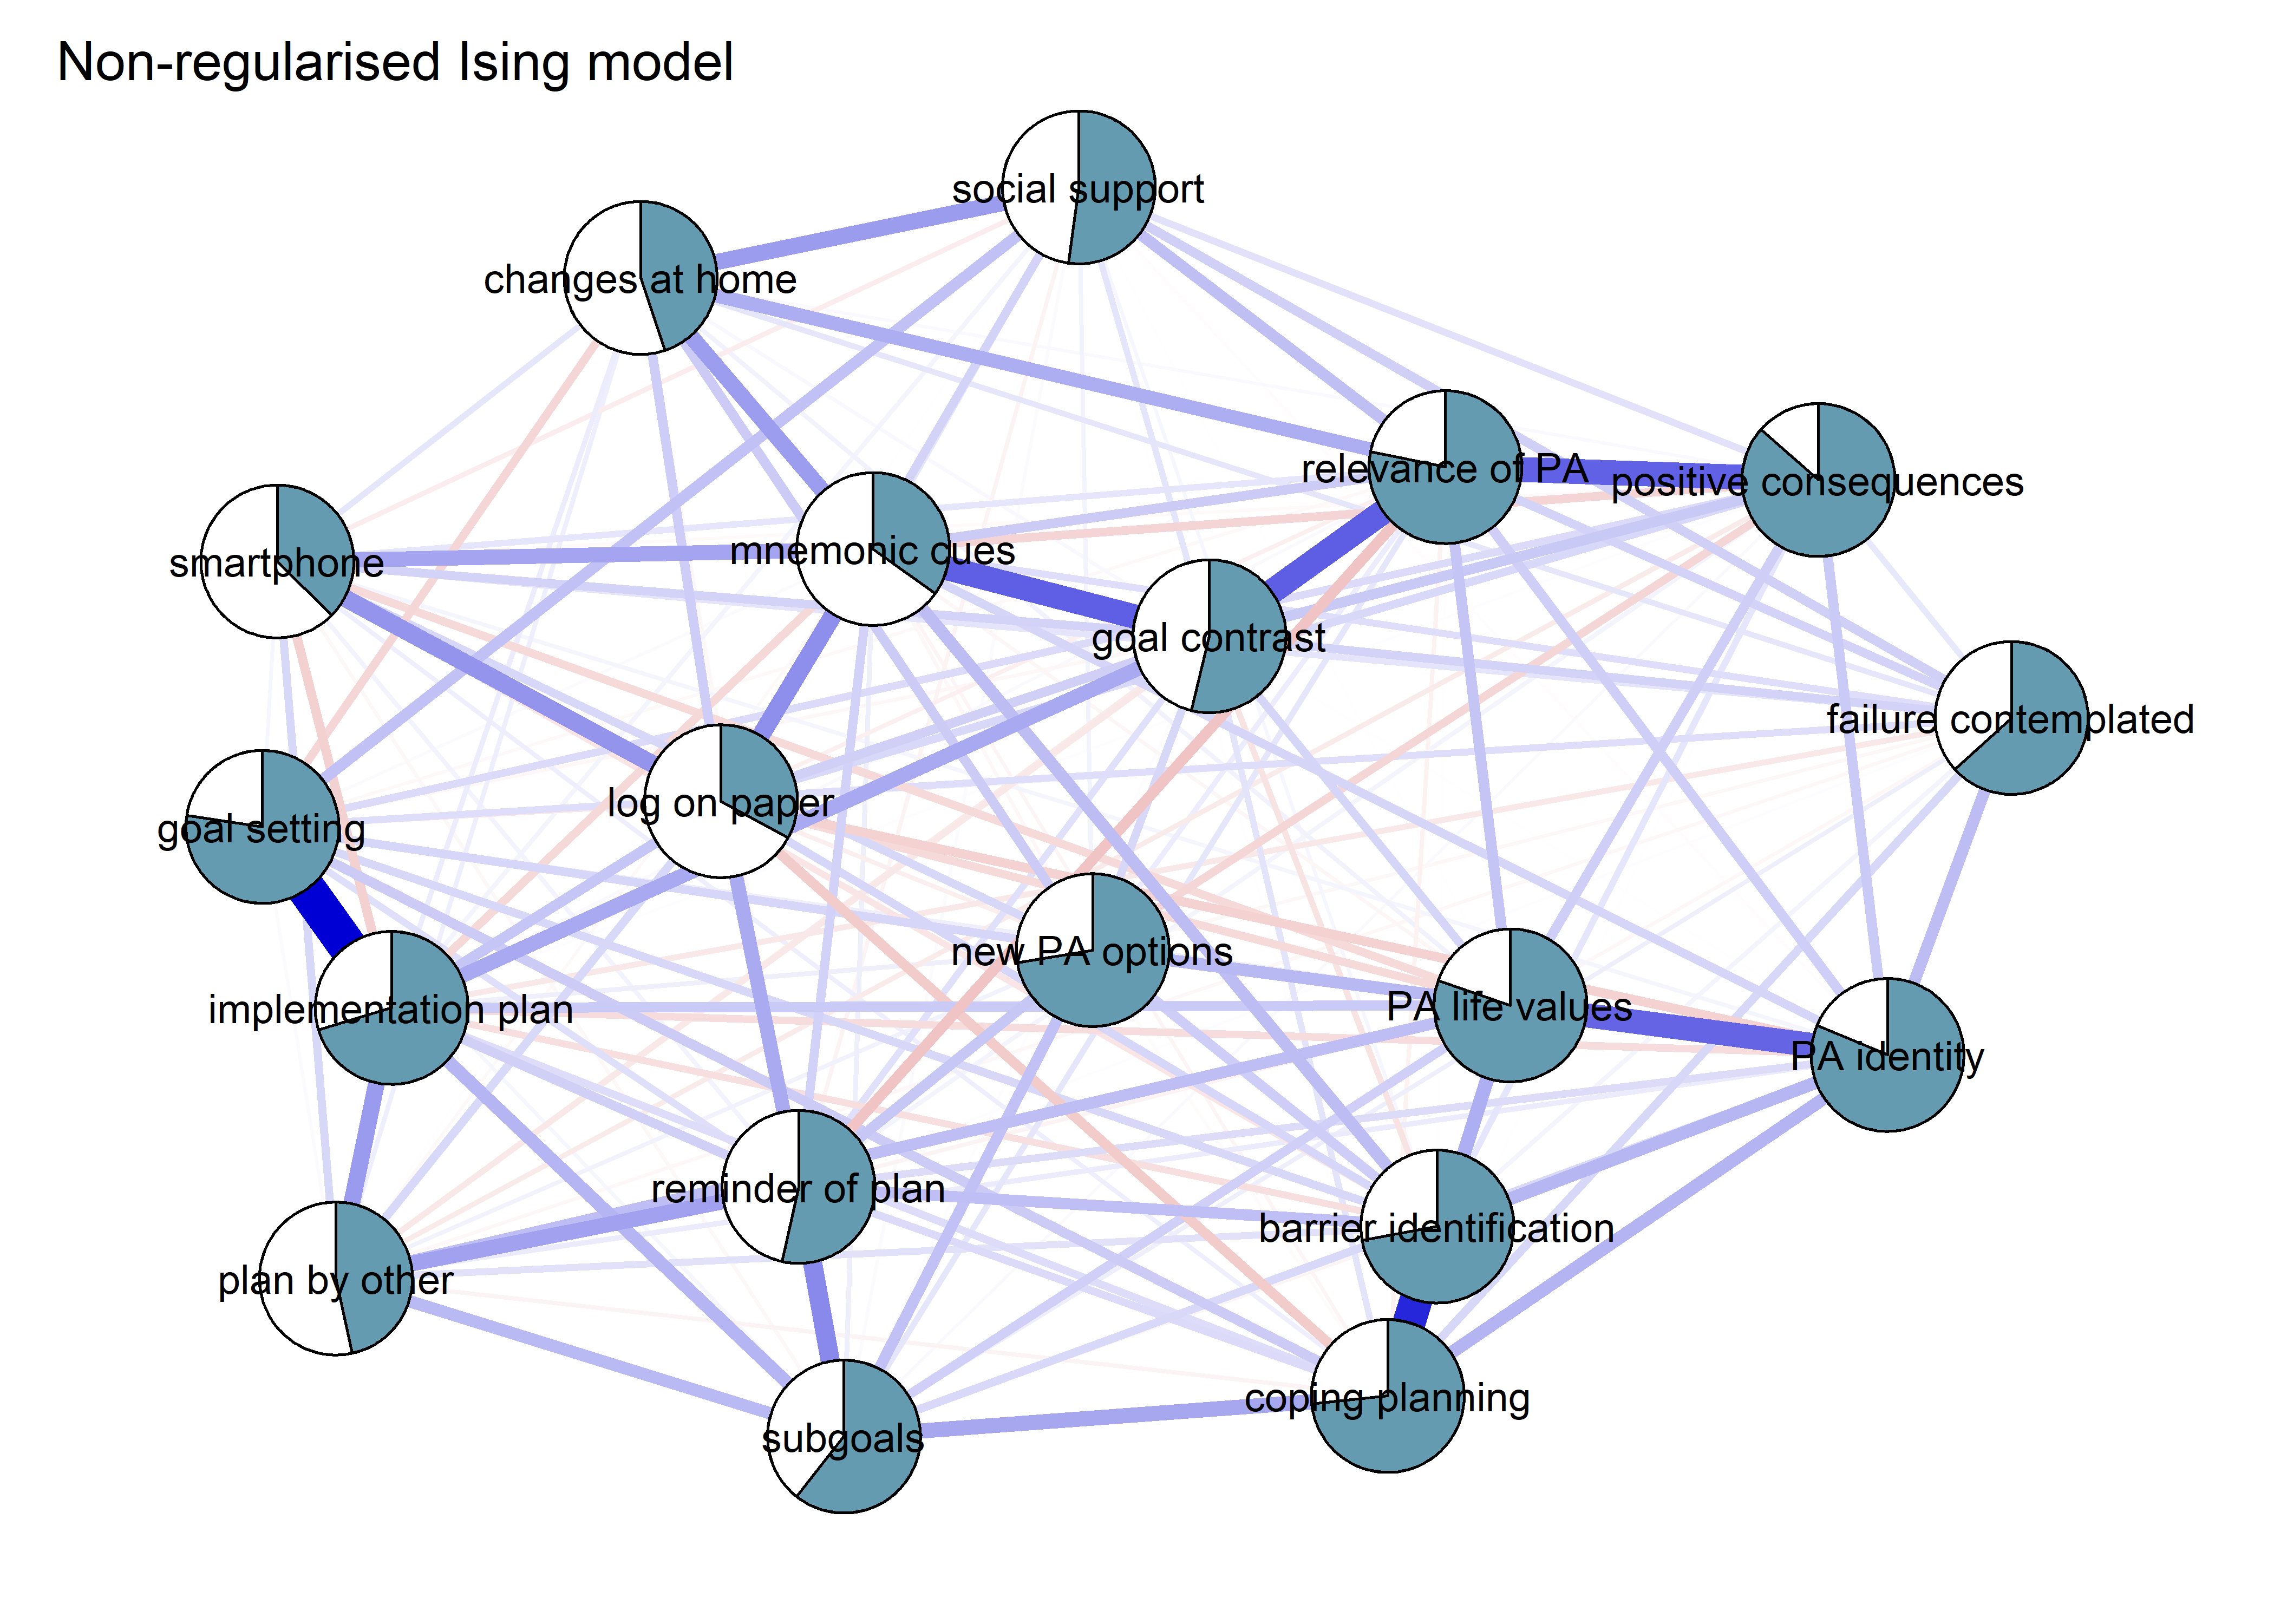 Non-regularised Ising model
social support
changes at home
relevance of PA
positive consequences
mnemonic cues
smartphone
goal contrast
failure contemplated
log on paper
goal setting
new PA options
implementation plan
PA life values
PA identity
reminder of plan
barrier identification
plan by other
coping planning
subgoals